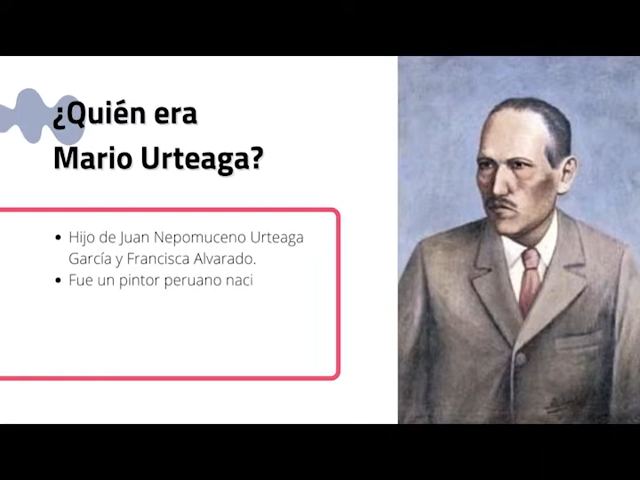 ¿Quién era
Mario Urteaga?
• Hijo de Juan Nepomuceno Urteaga
García y Francisca Alvarado.
• Fue un pintor peruano naci